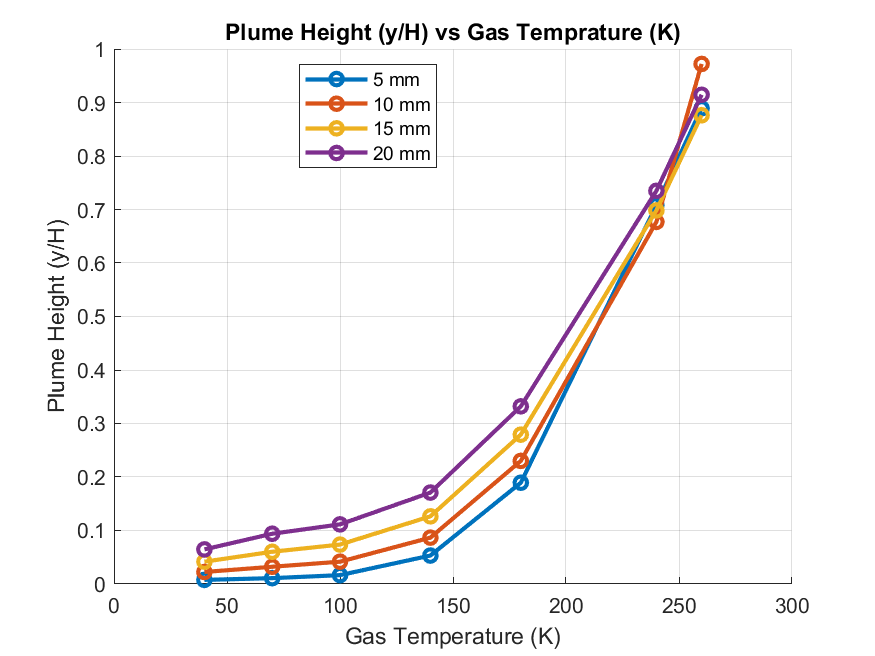 Plume Height (y/H) vs Gas Temprature (K)
5 mm
10 mm
15 mm
20 mm
Plume Height (y/H)
1
0.9
0.8
0.7
0.6
0.5
0.4
0.3
0.2
0.1
0
0 50 100 150 200 250 300
Gas Temperature (K)